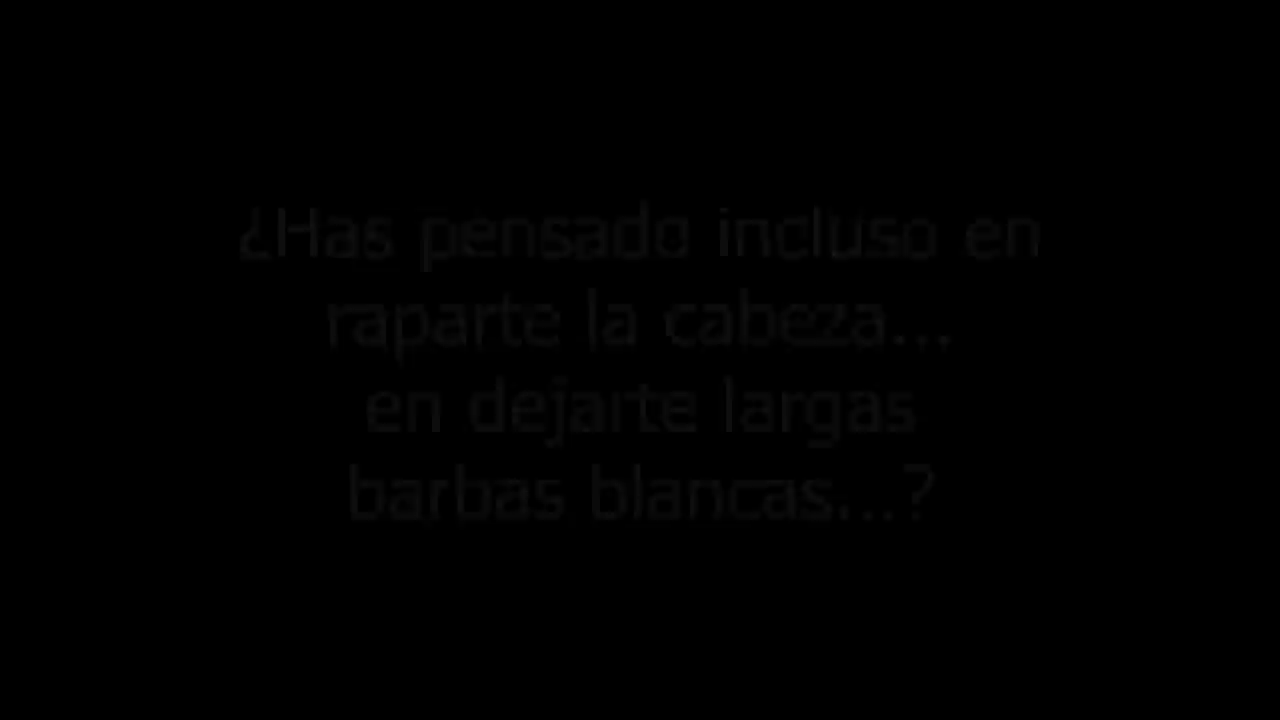 ¿Has pensado incluso en
raparte la cabeza...
en dejarte largas
barbas blancas...?